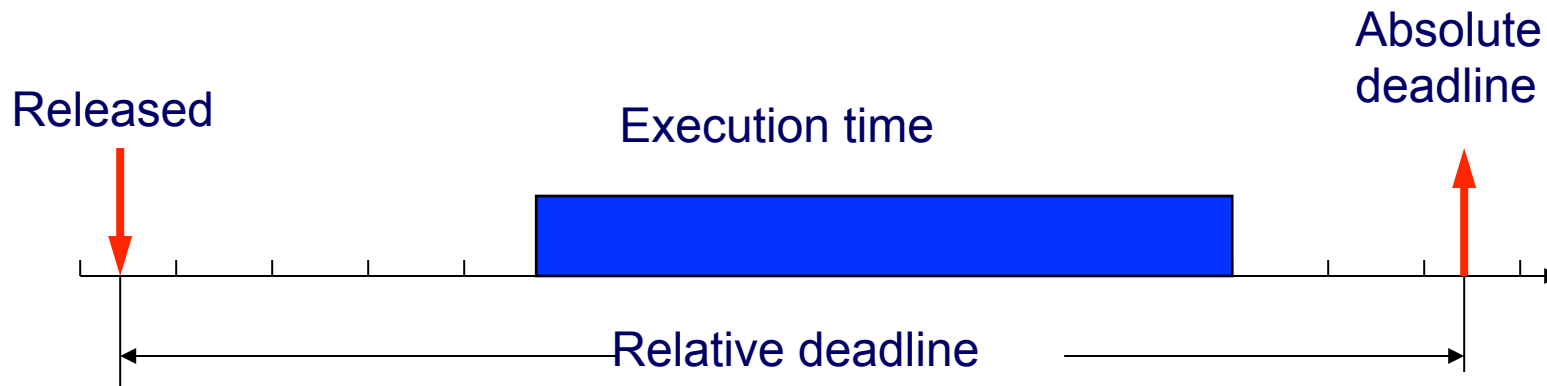 Absolute
deadline
Released
Execution time
Relative deadline